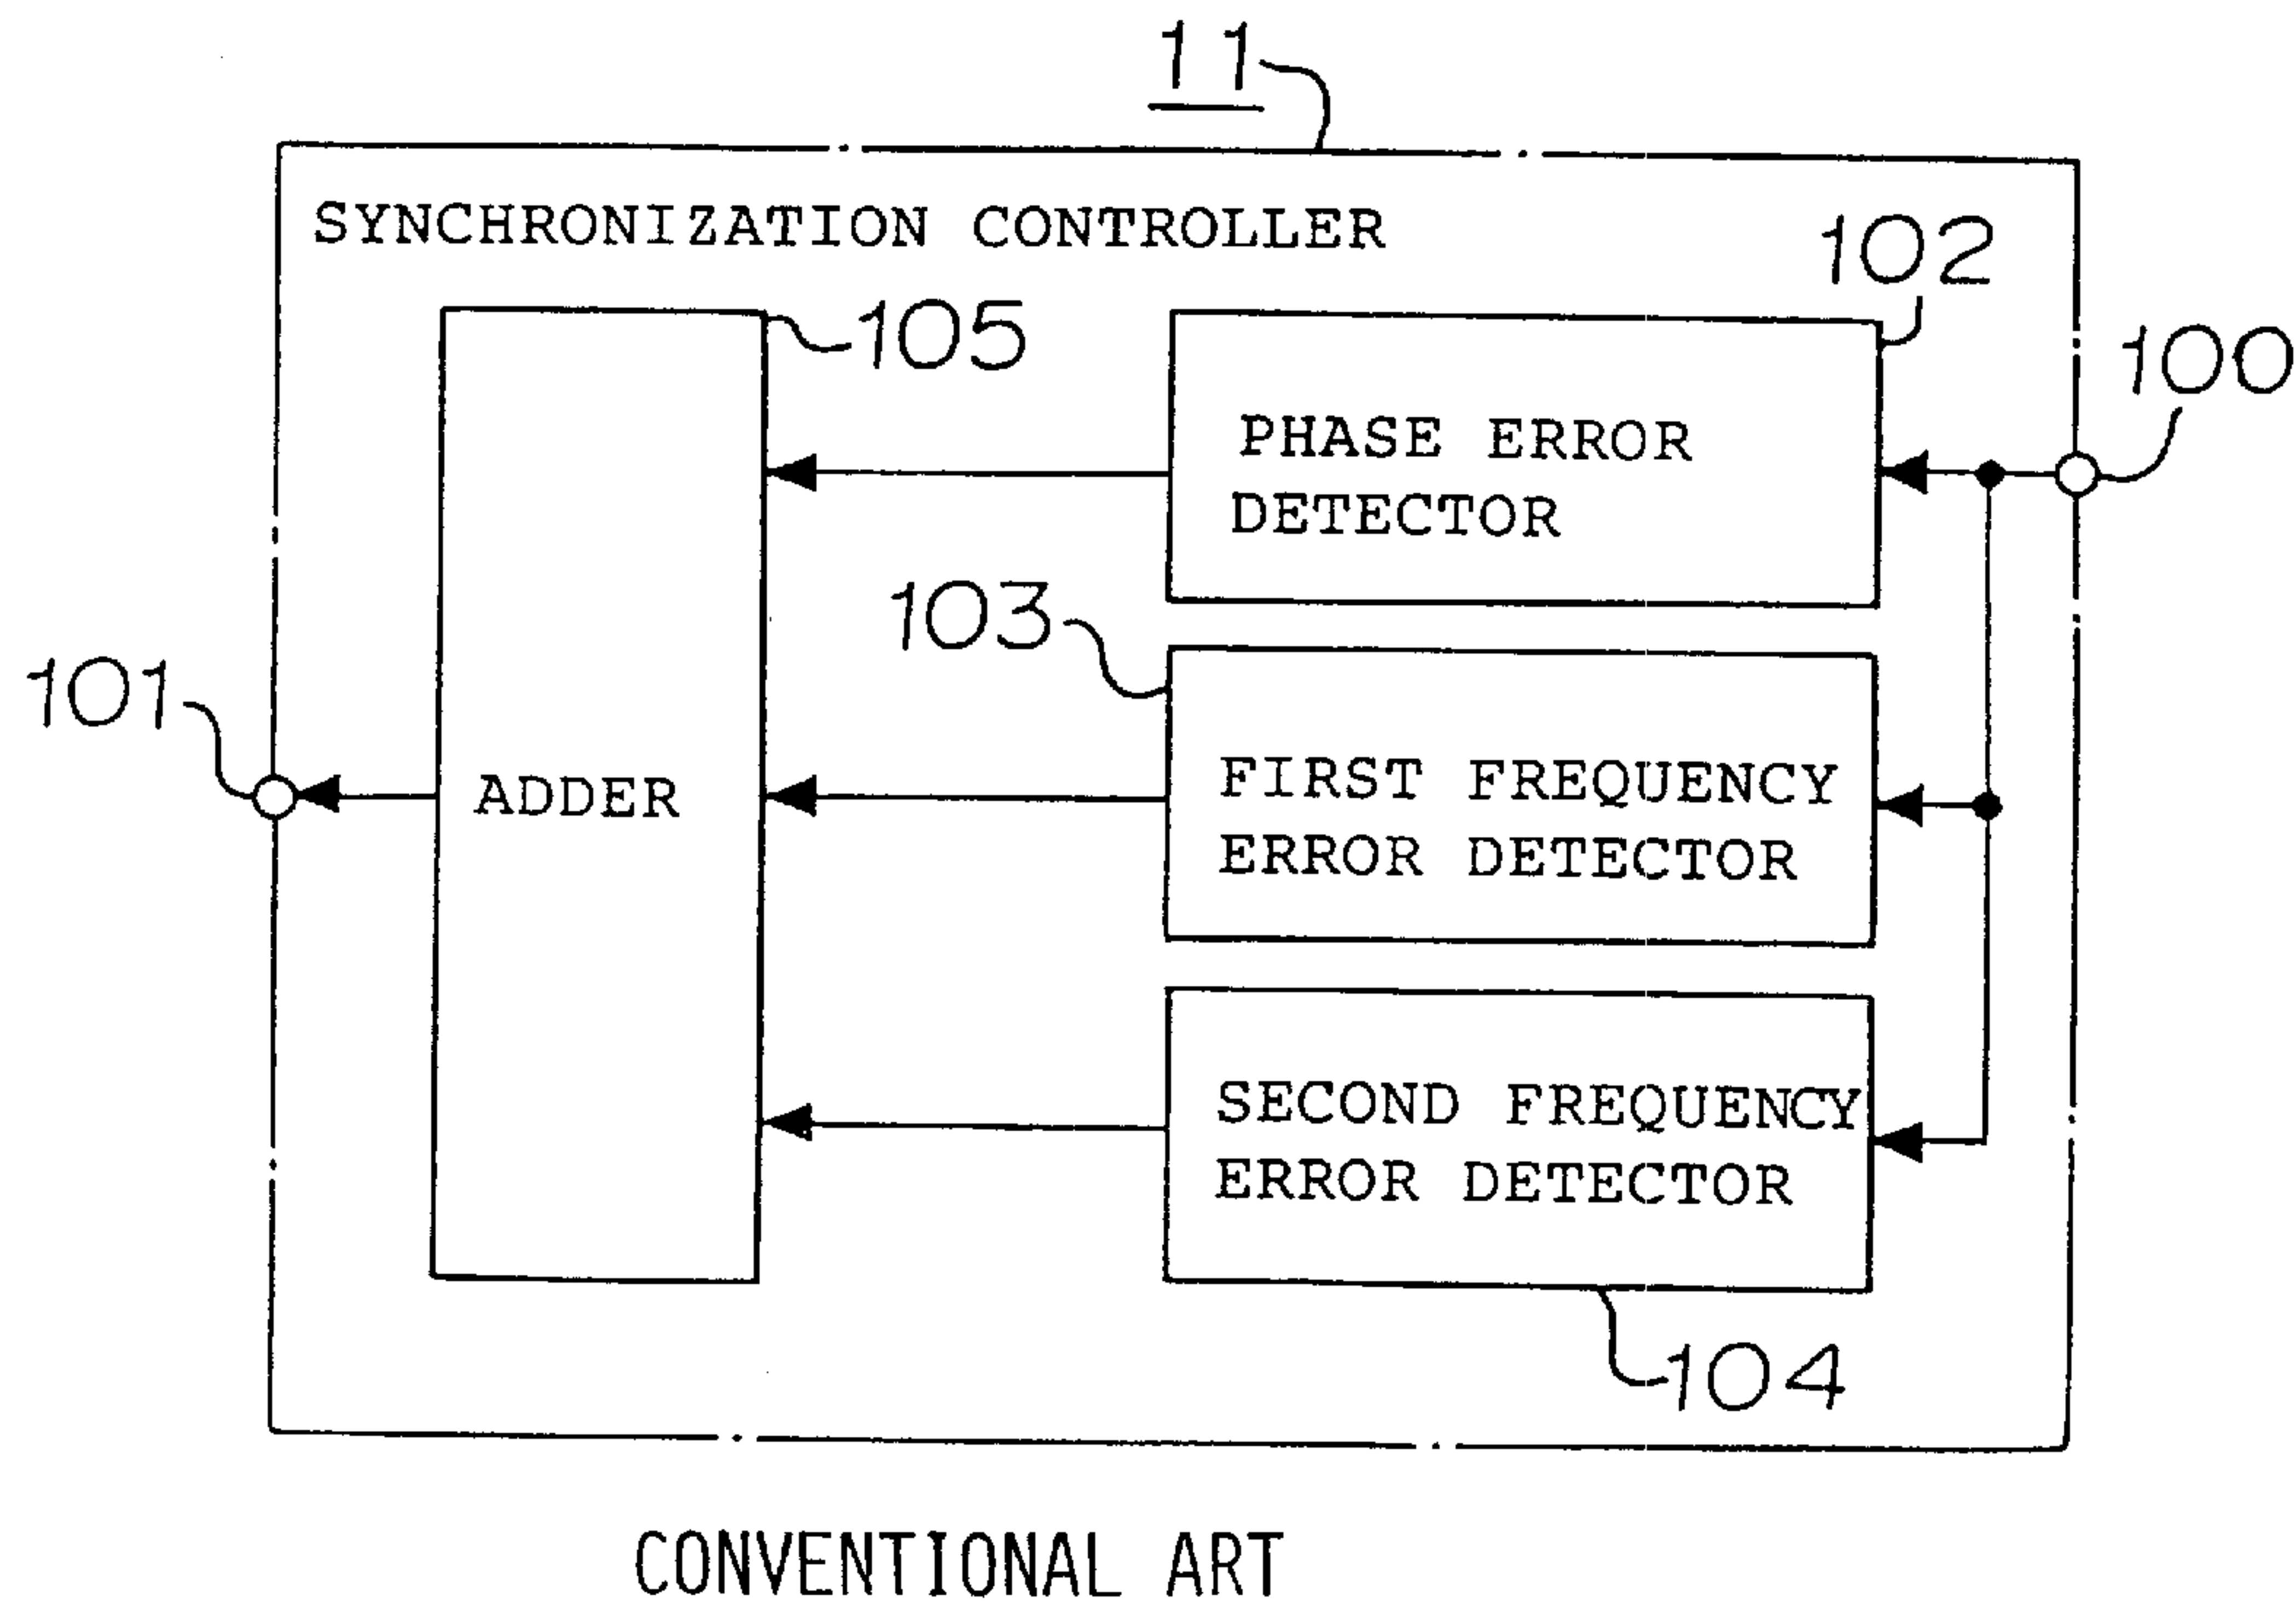 11
SYNCHRONIZATION CONTROLLER
102
105
100
PHASE ERROR
DETECTOR
103
101
ADDER
FIRST FREQUENCY
ERROR DETECTOR
SECOND FREQUENCY
ERROR DETECTOR
104
CONVENTIONAL ART